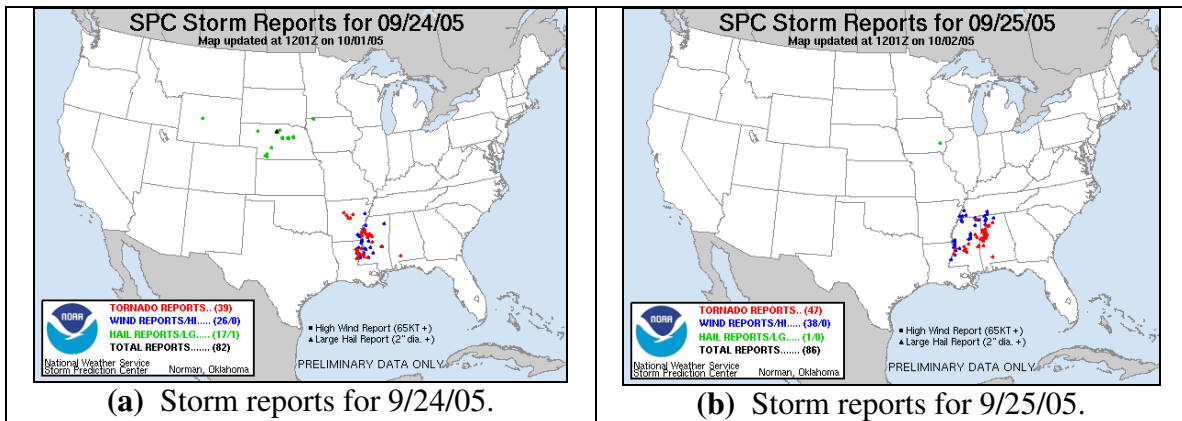 SPC Storm Reports for 09/24/05
Map updated at 1201Z on 10/01/05
NOAA
TORNADO REPORTS.. (39)
WIND REPORTS/HI..... (26/0)
HAIL REPORTS/LG..... (17/1)
TOTAL REPORTS....... (82)
National Weather Service
Storm Prediction Center Norman, Oklahoma
■ High Wind Report (65KT +)
▲ Large Hail Report (2" dia. +)
PRELIMINARY DATA ONLY
(a) Storm reports for 9/24/05.
SPC Storm Reports for 09/25/05
Map updated at 1201Z on 10/02/05
NOAA
TORNADO REPORTS.. (47)
WIND REPORTS/HI..... (38/0)
HAIL REPORTS/LG..... (1/0)
TOTAL REPORTS....... (86)
National Weather Service
Storm Prediction Center Norman, Oklahoma
■ High Wind Report (65KT +)
▲ Large Hail Report (2" dia. +)
PRELIMINARY DATA ONLY
(b) Storm reports for 9/25/05.